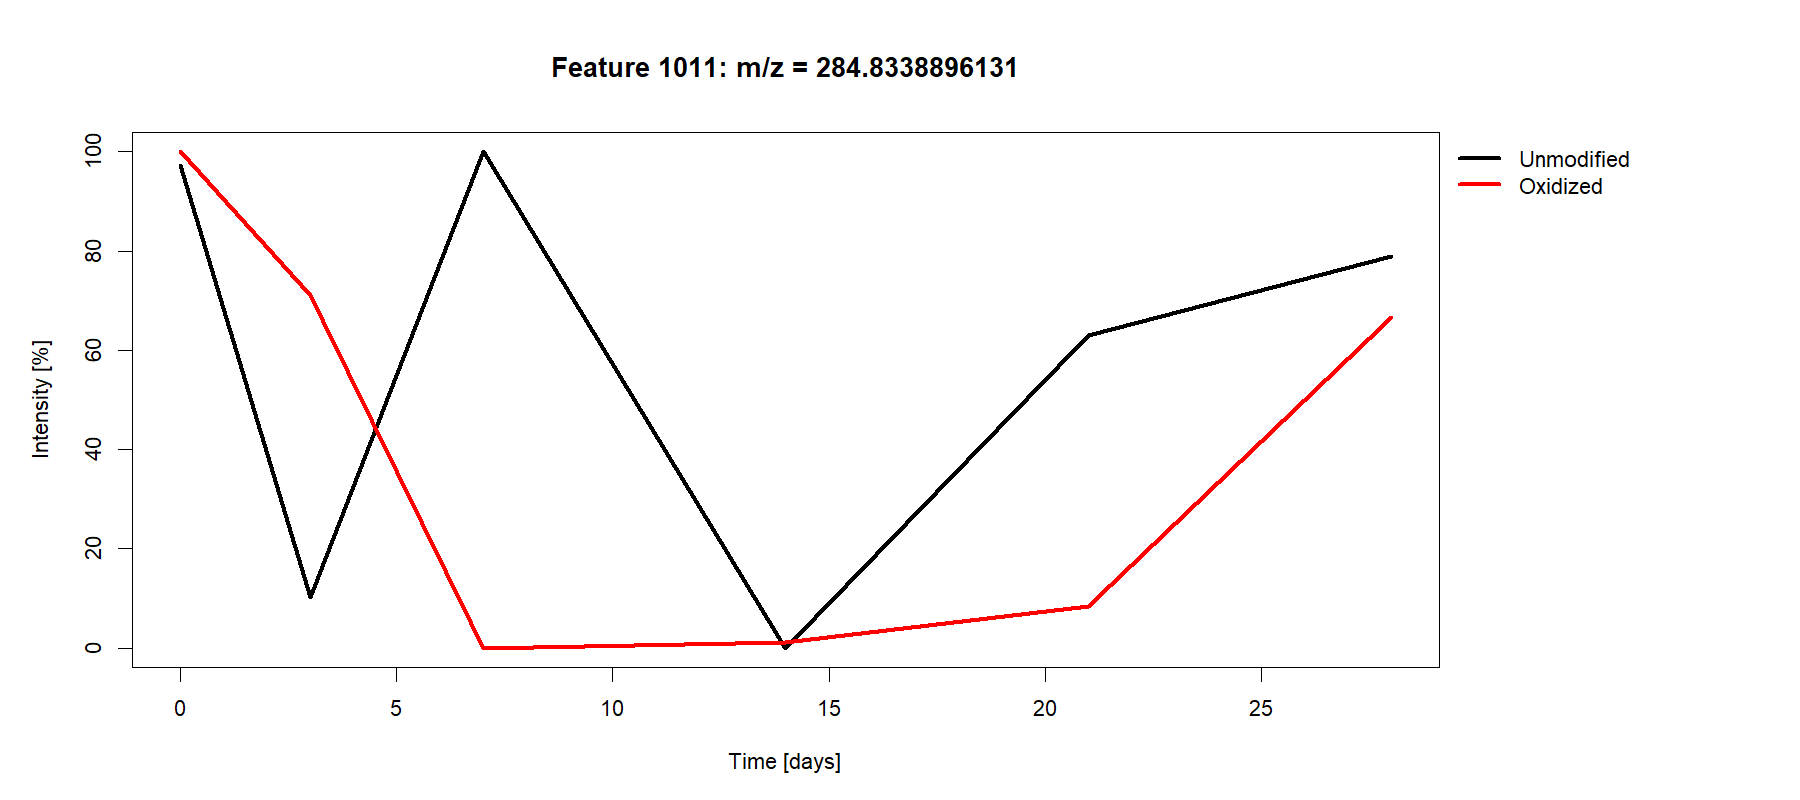 Feature 1011: m/z = 284.8338896131
Unmodified
Oxidized
Intensity [%]
100
80
60
40
20
0
0 5 10 15 20 25
Time [days]